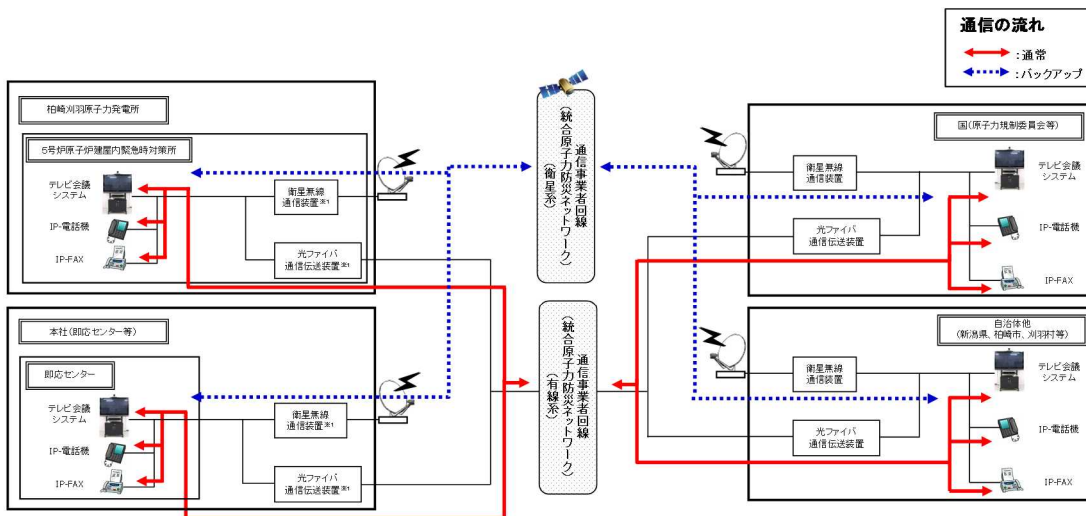 通信の流れ
:通常
:バックアップ
柏崎刈羽原子力発電所
5号炉原子炉建屋内緊急時対策所
テレビ会議
システム
IP-電話機
IP-FAX
衛星無線
通信装置※1
光ファイバ
通信伝送装置※1
本社(即応センター等)
即応センター
テレビ会議
システム
IP-電話機
IP-FAX
衛星無線
通信装置※1
光ファイバ
通信伝送装置※1
通信事業者回線
(統合原子力防災ネットワーク)
(衛星系)
通信事業者回線
(統合原子力防災ネットワーク)
(有線系)
国(原子力規制委員会等)
衛星無線
通信装置
光ファイバ
通信伝送装置
テレビ会議
システム
IP-電話機
IP-FAX
自治体他
(新潟県、柏崎市、刈羽村等)
衛星無線
通信装置
光ファイバ
通信伝送装置
テレビ会議
システム
IP-電話機
IP-FAX